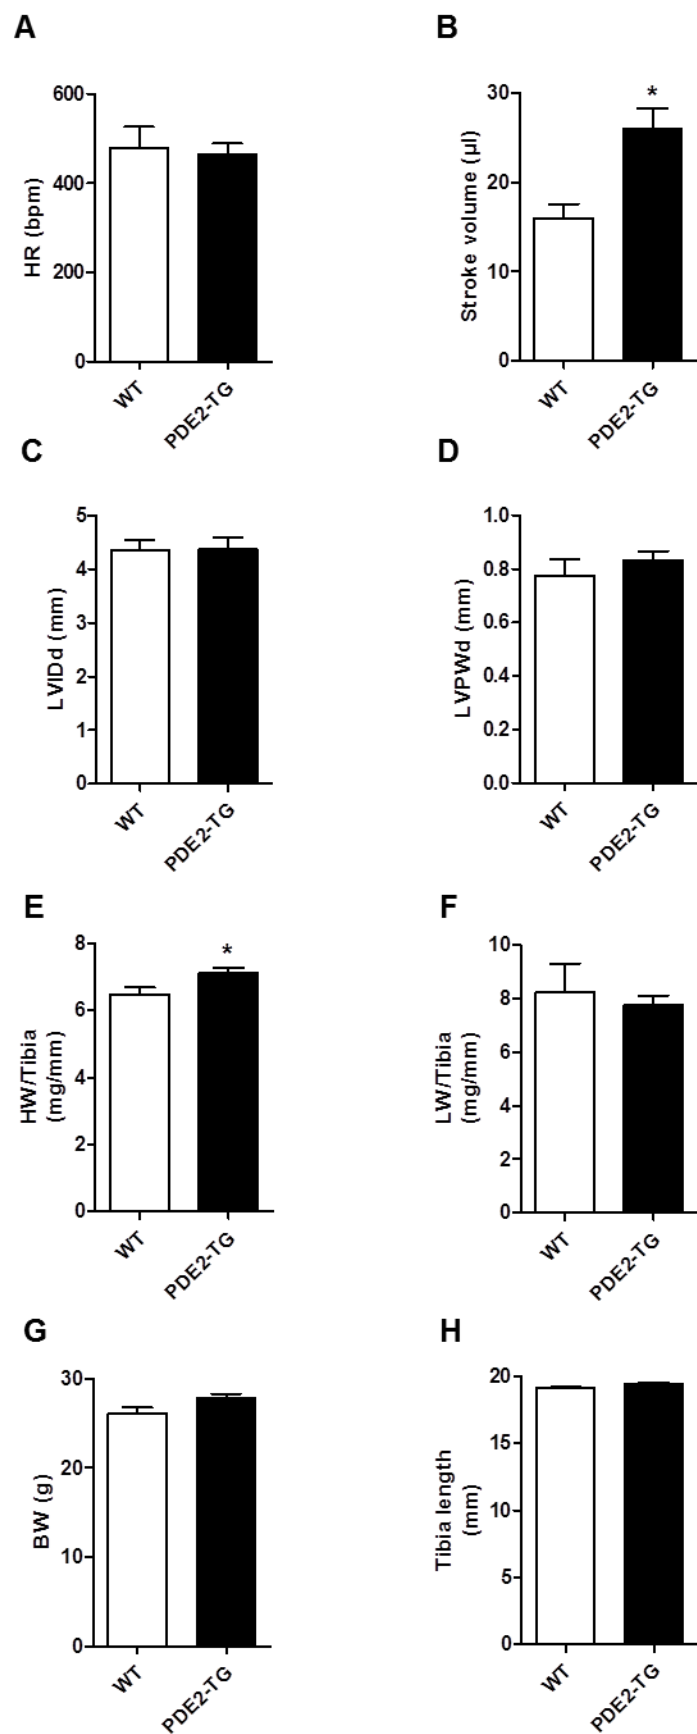 A
HR (bpm)
600
400
200
0
WT
PDE2-TG
B
Stroke volume (µl)
30
20
10
0
*
WT
PDE2-TG
C
LVIDd (mm)
5
4
3
2
1
0
WT
PDE2-TG
D
LVPWd (mm)
1.0
0.8
0.6
0.4
0.2
0.0
WT
PDE2-TG
E
HW/Tibia
(mg/mm)
8
6
4
2
0
*
WT
PDE2-TG
F
LW/Tibia
(mg/mm)
10
8
6
4
2
0
WT
PDE2-TG
G
BW (g)
30
20
10
0
WT
PDE2-TG
H
Tibia length
(mm)
20
15
10
5
0
WT
PDE2-TG